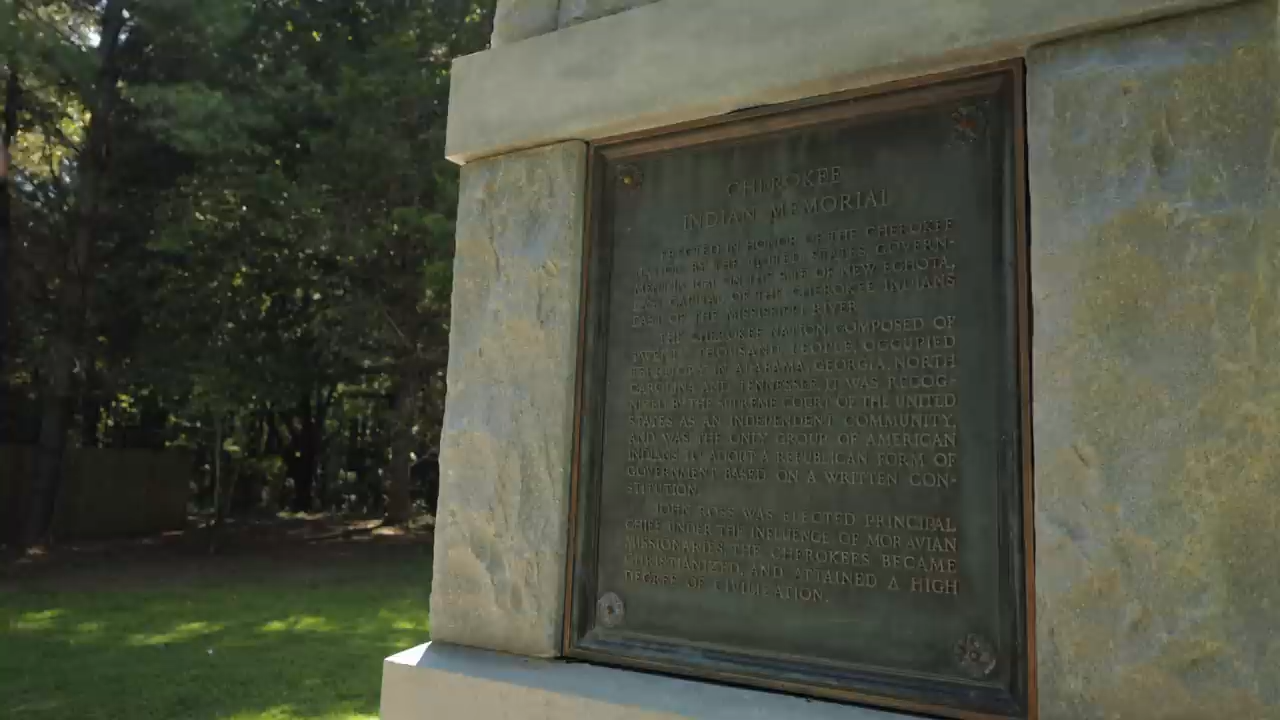 CHEROKEE
INDIAN MEMORIAL
ERECTED IN HONOR OF THE CHEROKEE
NATION BY THE UNITED STATES GOVERN-
MENT IN 1931 ON THE SITE OF NEW ECHOTA,
LAST CAPITAL OF THE CHEROKEE INDIANS
EAST OF THE MISSISSIPPI RIVER
THE CHEROKEE NATION COMPOSED OF
TWENTY THOUSAND PEOPLE, OCCUPIED
TERRITORY IN ALABAMA, GEORGIA, NORTH
CAROLINA AND TENNESSEE. IT WAS RECOG-
NIZED BY THE SUPREME COURT OF THE UNITED
STATES AS AN INDEPENDENT COMMUNITY,
AND WAS THE ONLY GROUP OF AMERICAN
INDIANS TO ADOPT A REPUBLICAN FORM OF
GOVERNMENT BASED ON A WRITTEN CON-
STITUTION.
JOHN ROSS WAS ELECTED PRINCIPAL
CHIEF UNDER THE INFLUENCE OF MORAVIAN
MISSIONARIES THE CHEROKEES BECAME
CHRISTIANIZED, AND ATTAINED A HIGH
DEGREE OF CIVILIZATION.